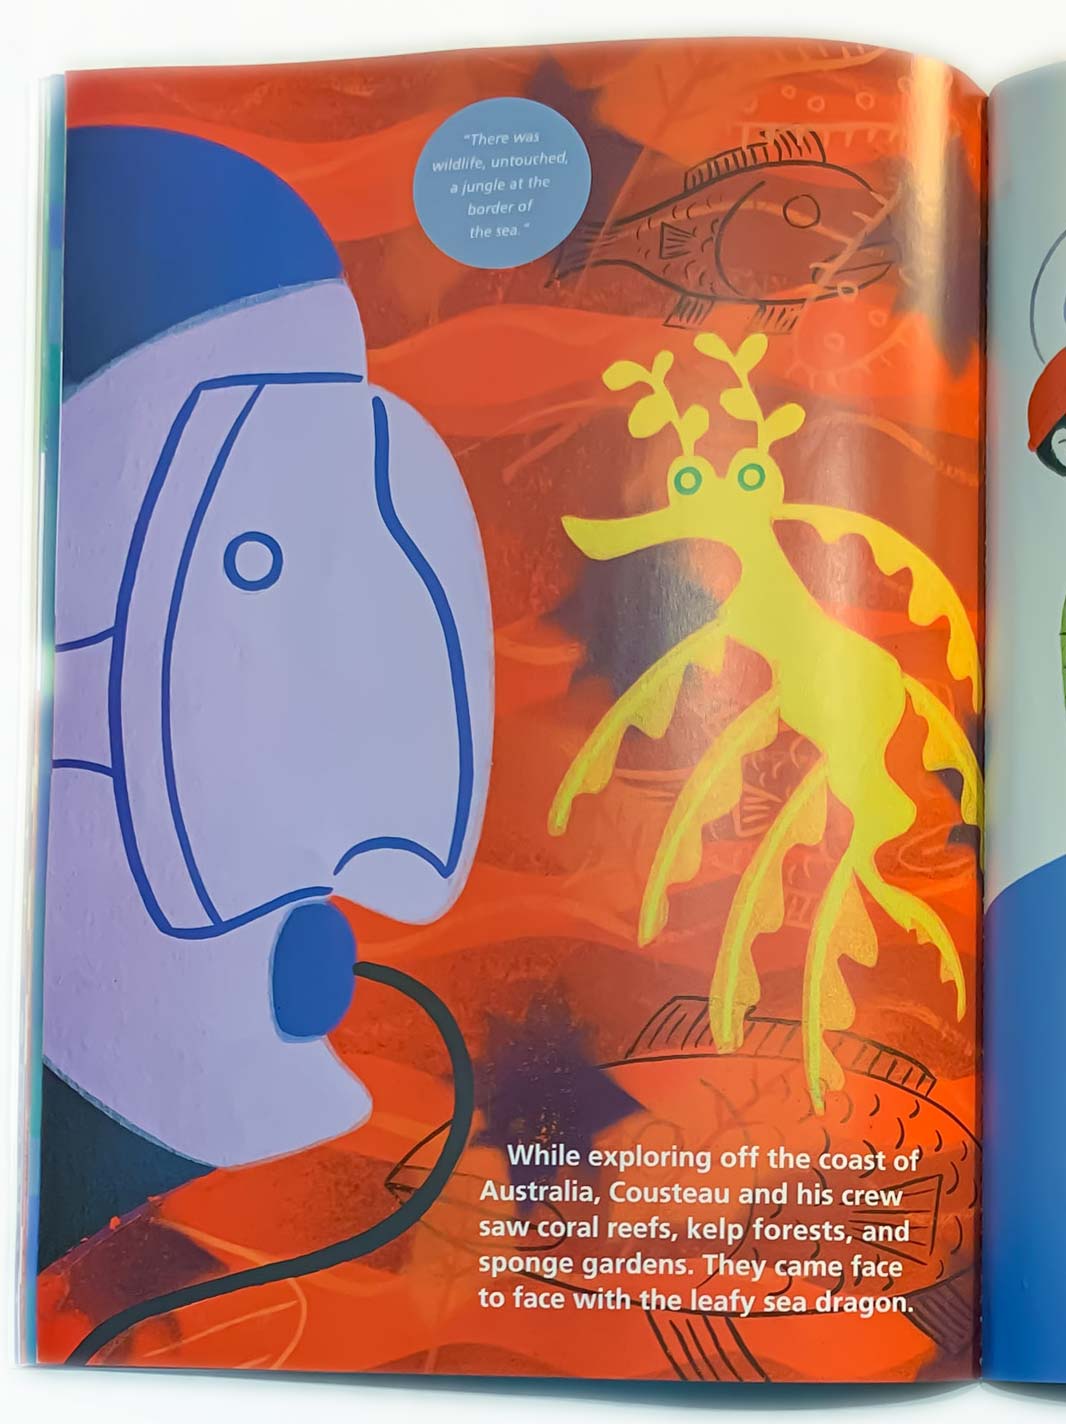 "There was
wildlife, untouched,
a jungle at the
border of
the sea."
While exploring off the coast of
Australia, Cousteau and his crew
saw coral reefs, kelp forests, and
sponge gardens. They came face
to face with the leafy sea dragon.